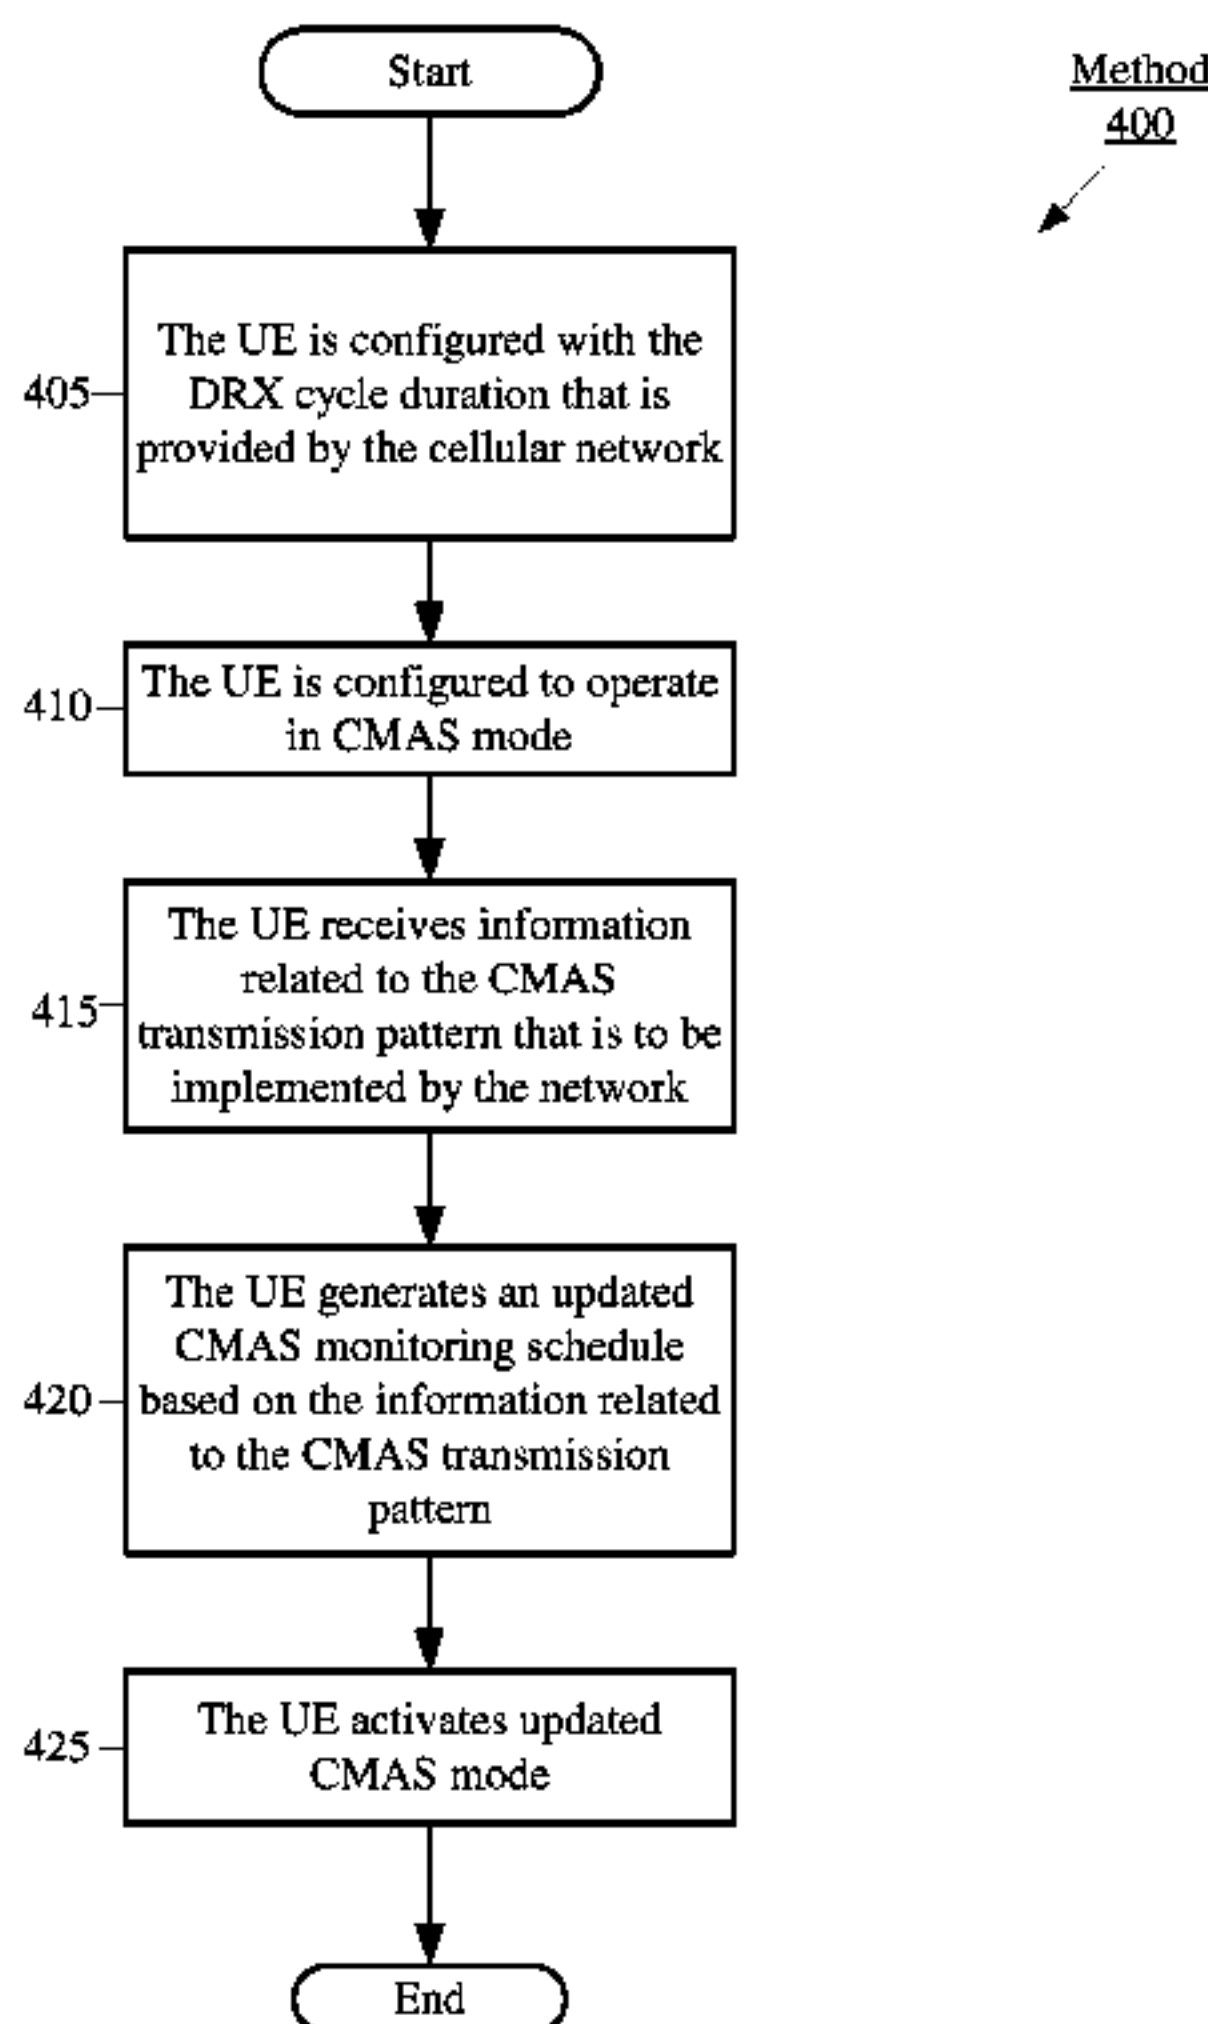 Start
Method
400
405
The UE is configured with the
DRX cycle duration that is
provided by the cellular network
410
The UE is configured to operate
in CMAS mode
415
The UE receives information
related to the CMAS
transmission pattern that is to be
implemented by the network
420
The UE generates an updated
CMAS monitoring schedule
based on the information related
to the CMAS transmission
pattern
425
The UE activates updated
CMAS mode
End